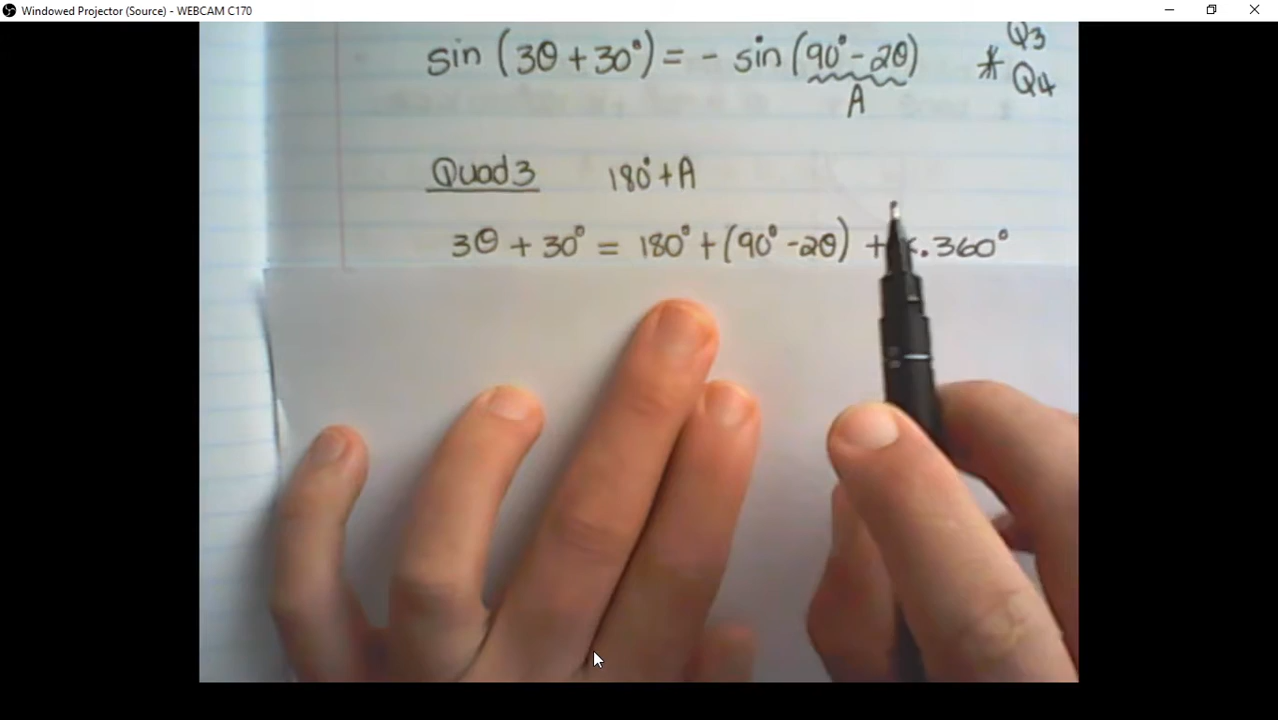 Windowed Projector (Source) - WEBCAM C170
sin (3θ + 30°) = - sin (90° - 2θ) * Q3
Q4
A
Quad 3 180° + A
3θ + 30° = 180° + (90° - 2θ) + .360°